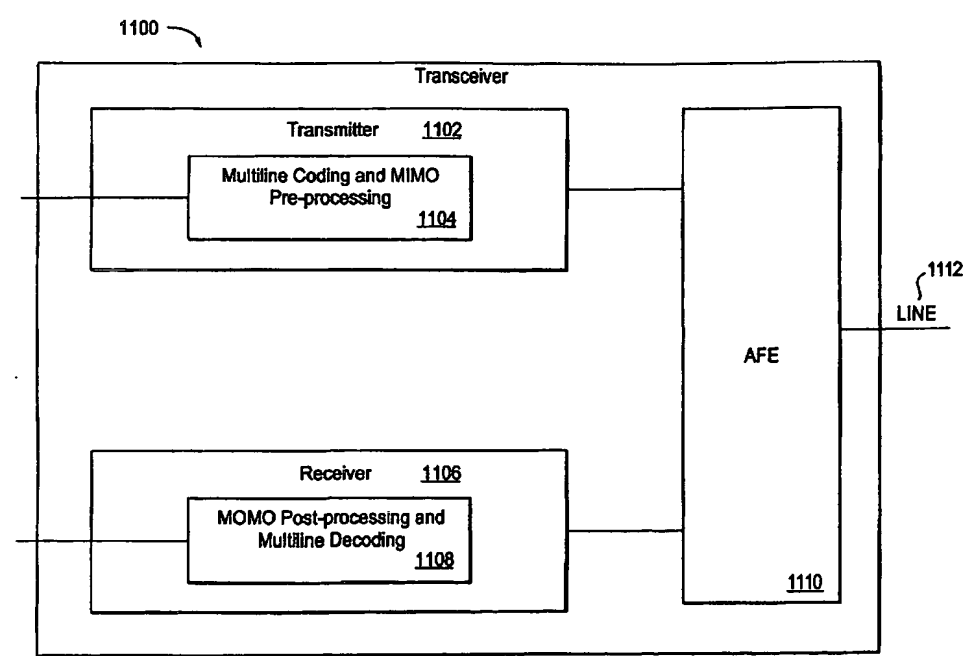 1100
Transceiver
Transmitter 1102
Multiline Coding and MIMO
Pre-processing
1104
1112
LINE
AFE
Receiver 1106
MOMO Post-processing and
Multiline Decoding
1108
1110